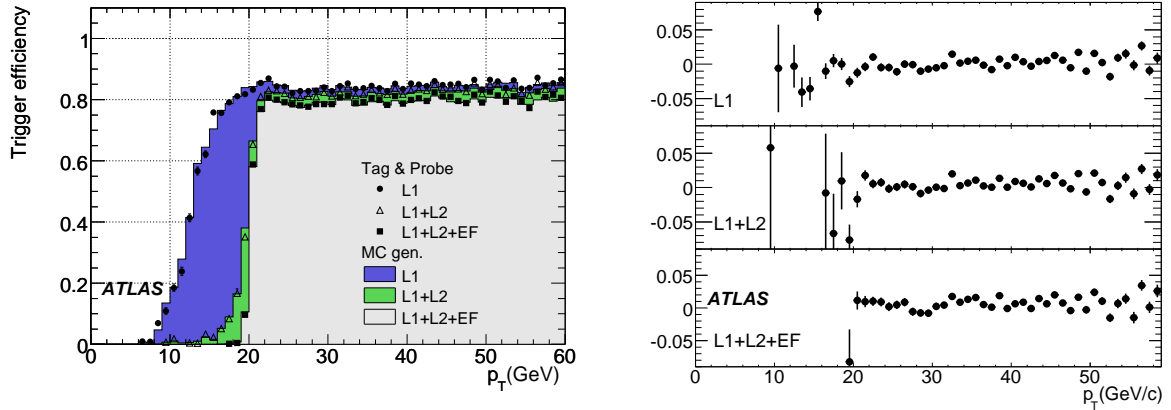 Trigger efficiency
1
0.8
0.6
0.4
0.2
0
0 10 20 30 40 50 60
p_T(GeV)
ATLAS
Tag & Probe
L1
L1+L2
L1+L2+EF
MC gen.
L1
L1+L2
L1+L2+EF
0.05
0
-0.05
L1
0.05
0
-0.05
L1+L2
0.05
0
-0.05
ATLAS
L1+L2+EF
0 10 20 30 40 50
p_T(GeV/c)